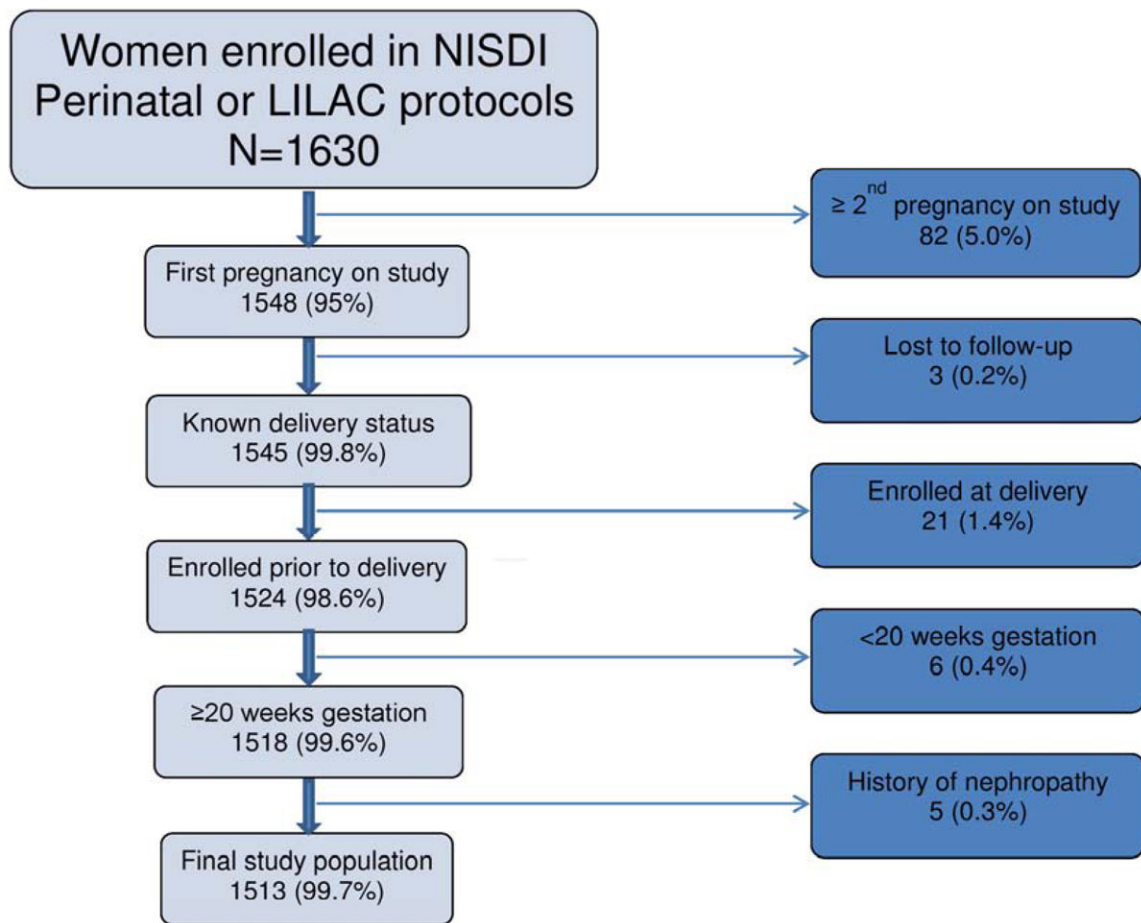 Women enrolled in NISDI
Perinatal or LILAC protocols
N=1630
≥ 2nd pregnancy on study
82 (5.0%)
First pregnancy on study
1548 (95%)
Lost to follow-up
3 (0.2%)
Known delivery status
1545 (99.8%)
Enrolled at delivery
21 (1.4%)
Enrolled prior to delivery
1524 (98.6%)
<20 weeks gestation
6 (0.4%)
≥20 weeks gestation
1518 (99.6%)
History of nephropathy
5 (0.3%)
Final study population
1513 (99.7%)